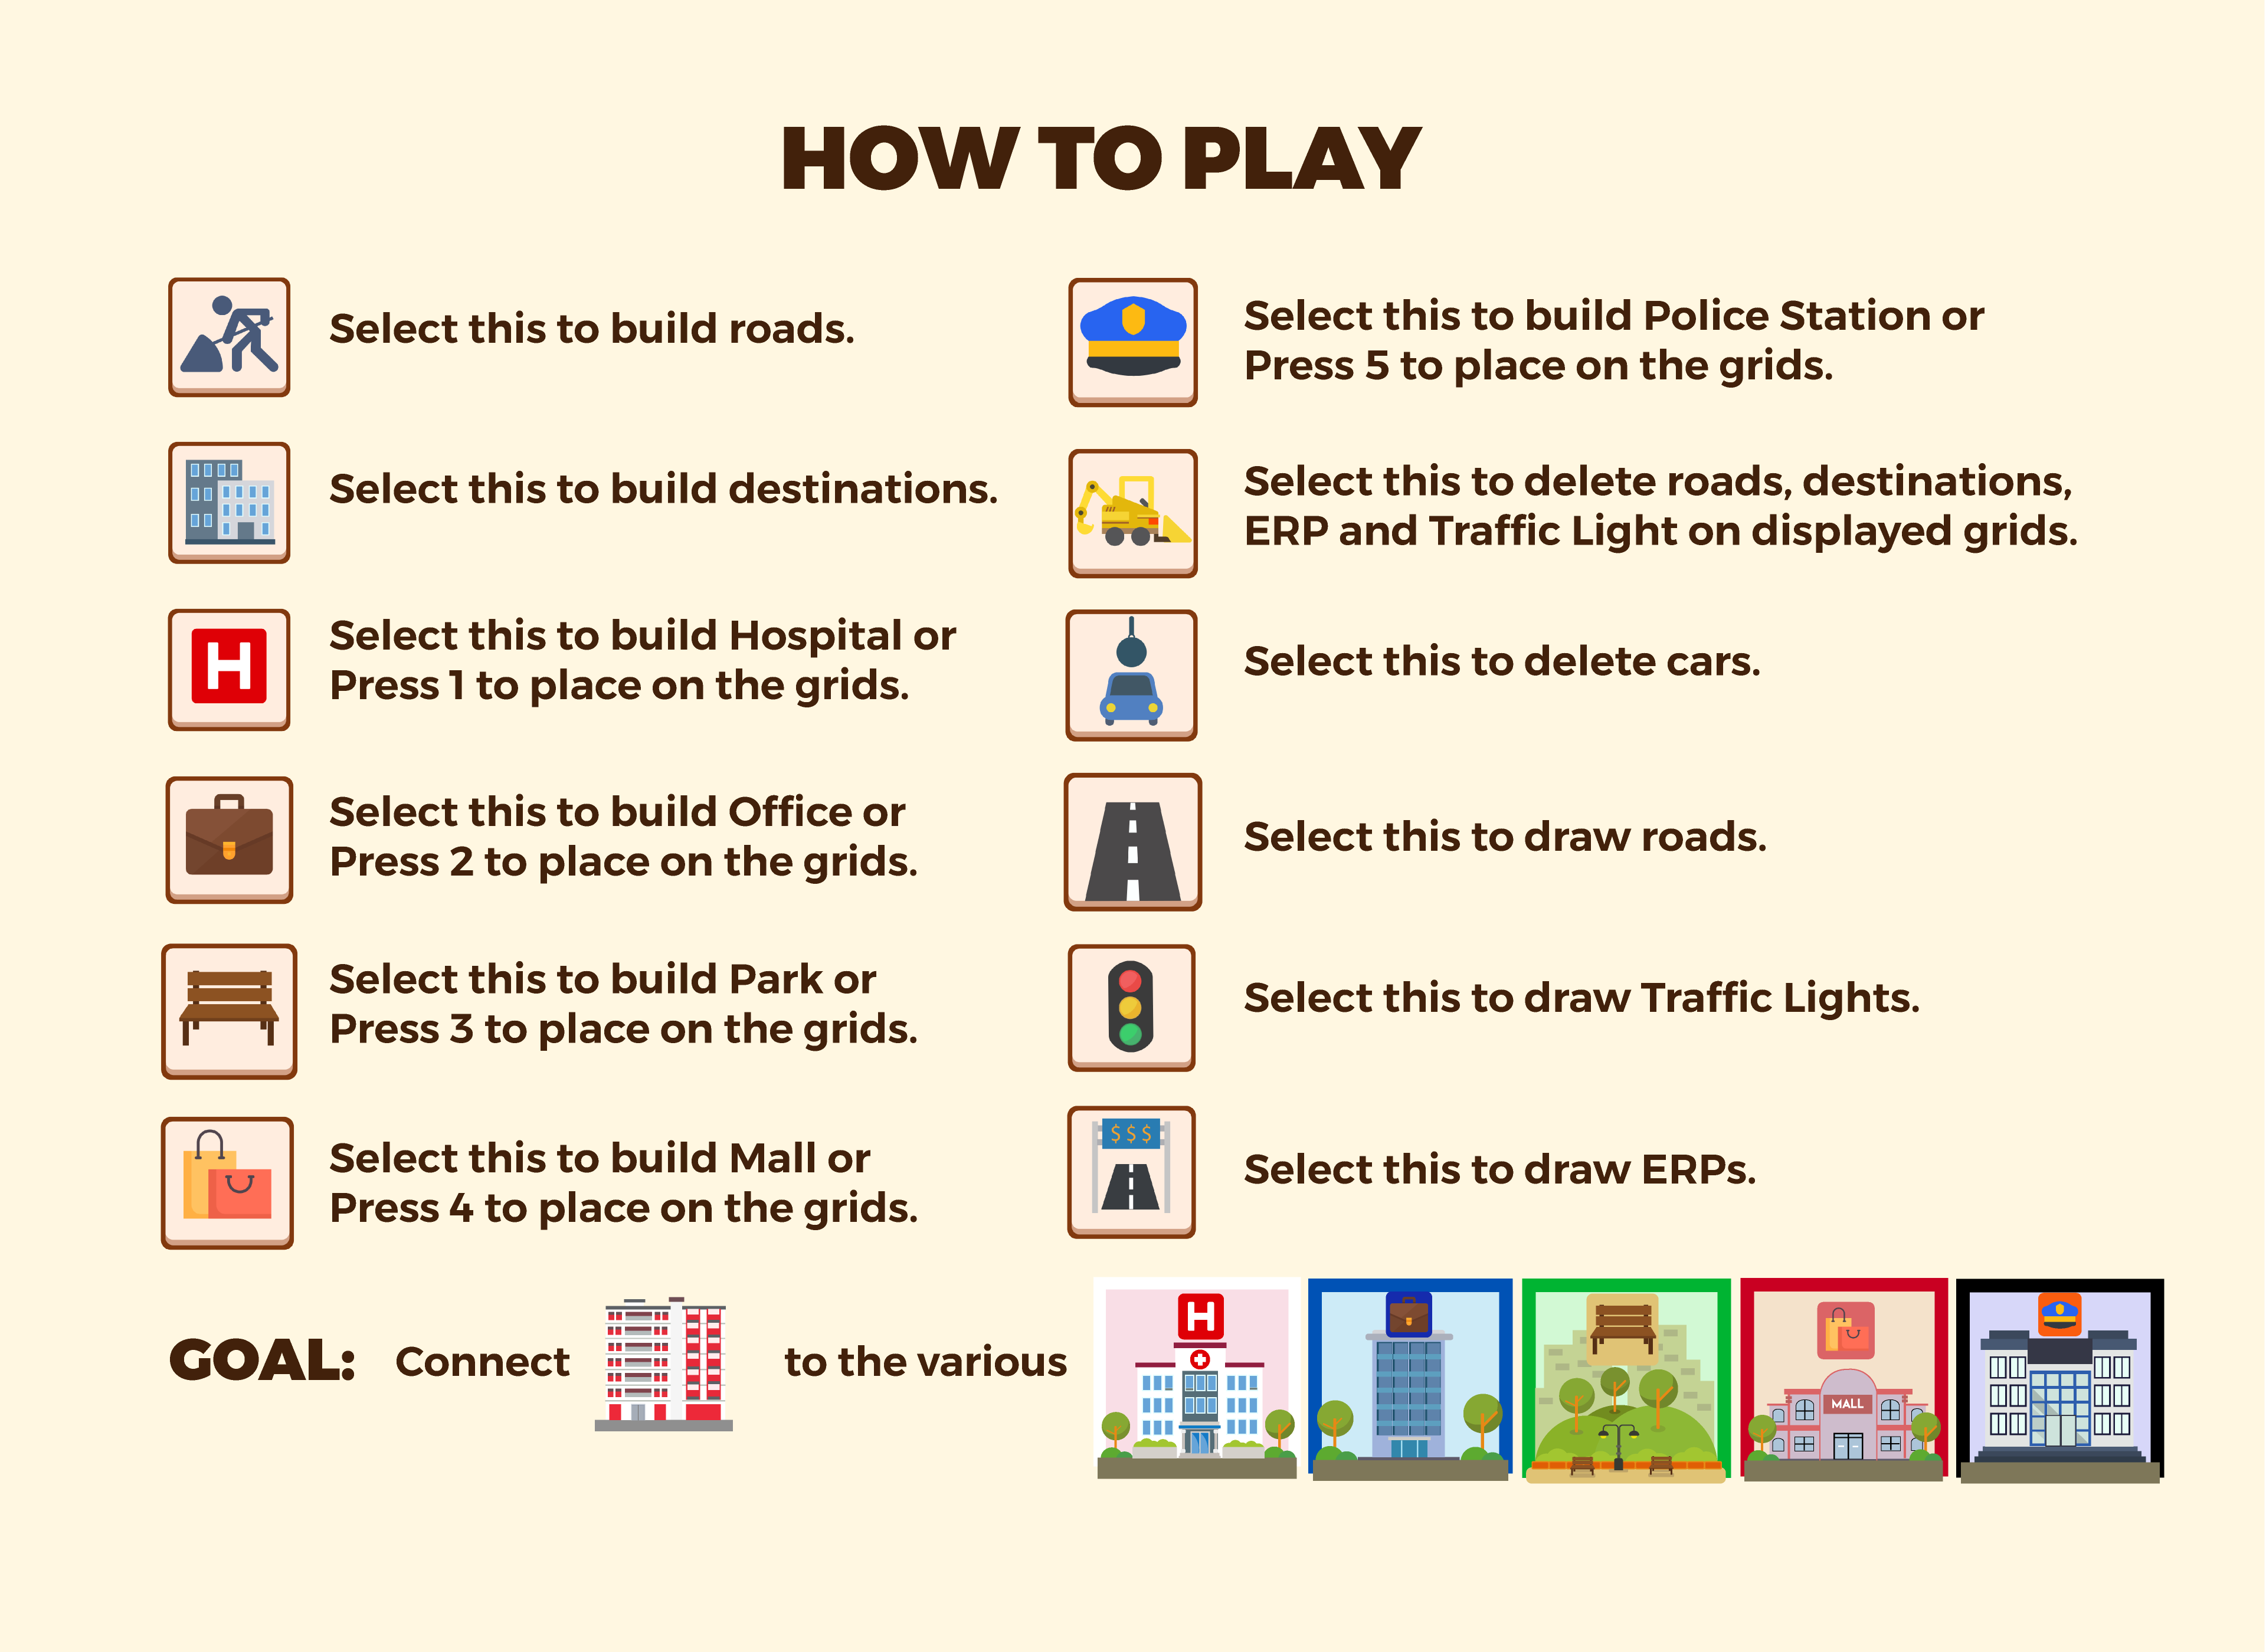 HOW TO PLAY
Select this to build roads.
Select this to build destinations.
H
Select this to build Hospital or
Press 1 to place on the grids.
Select this to build Office or
Press 2 to place on the grids.
Select this to build Park or
Press 3 to place on the grids.
Select this to build Mall or
Press 4 to place on the grids.
Select this to build Police Station or
Press 5 to place on the grids.
Select this to delete roads, destinations,
ERP and Traffic Light on displayed grids.
Select this to delete cars.
Select this to draw roads.
Select this to draw Traffic Lights.
$ $ $
Select this to draw ERPs.
GOAL: Connect to the various
H
MALL